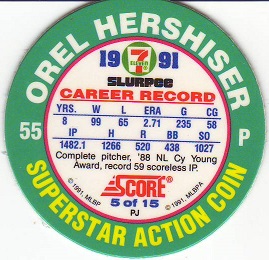 OREL HERSHISER
19 7 ELEVEN 91
SLURPEE
CAREER RECORD
YRS. W L ERA G CG
8 99 65 2.71 235 58
IP H R BB SO
1482.1 1266 520 438 1027
Complete pitcher, '88 NL Cy Young
Award, record 59 scoreless IP.
55
P
SCORE
5 of 15
PJ
©1991, MLBP
©1991, MLBPA
SUPERSTAR ACTION COIN